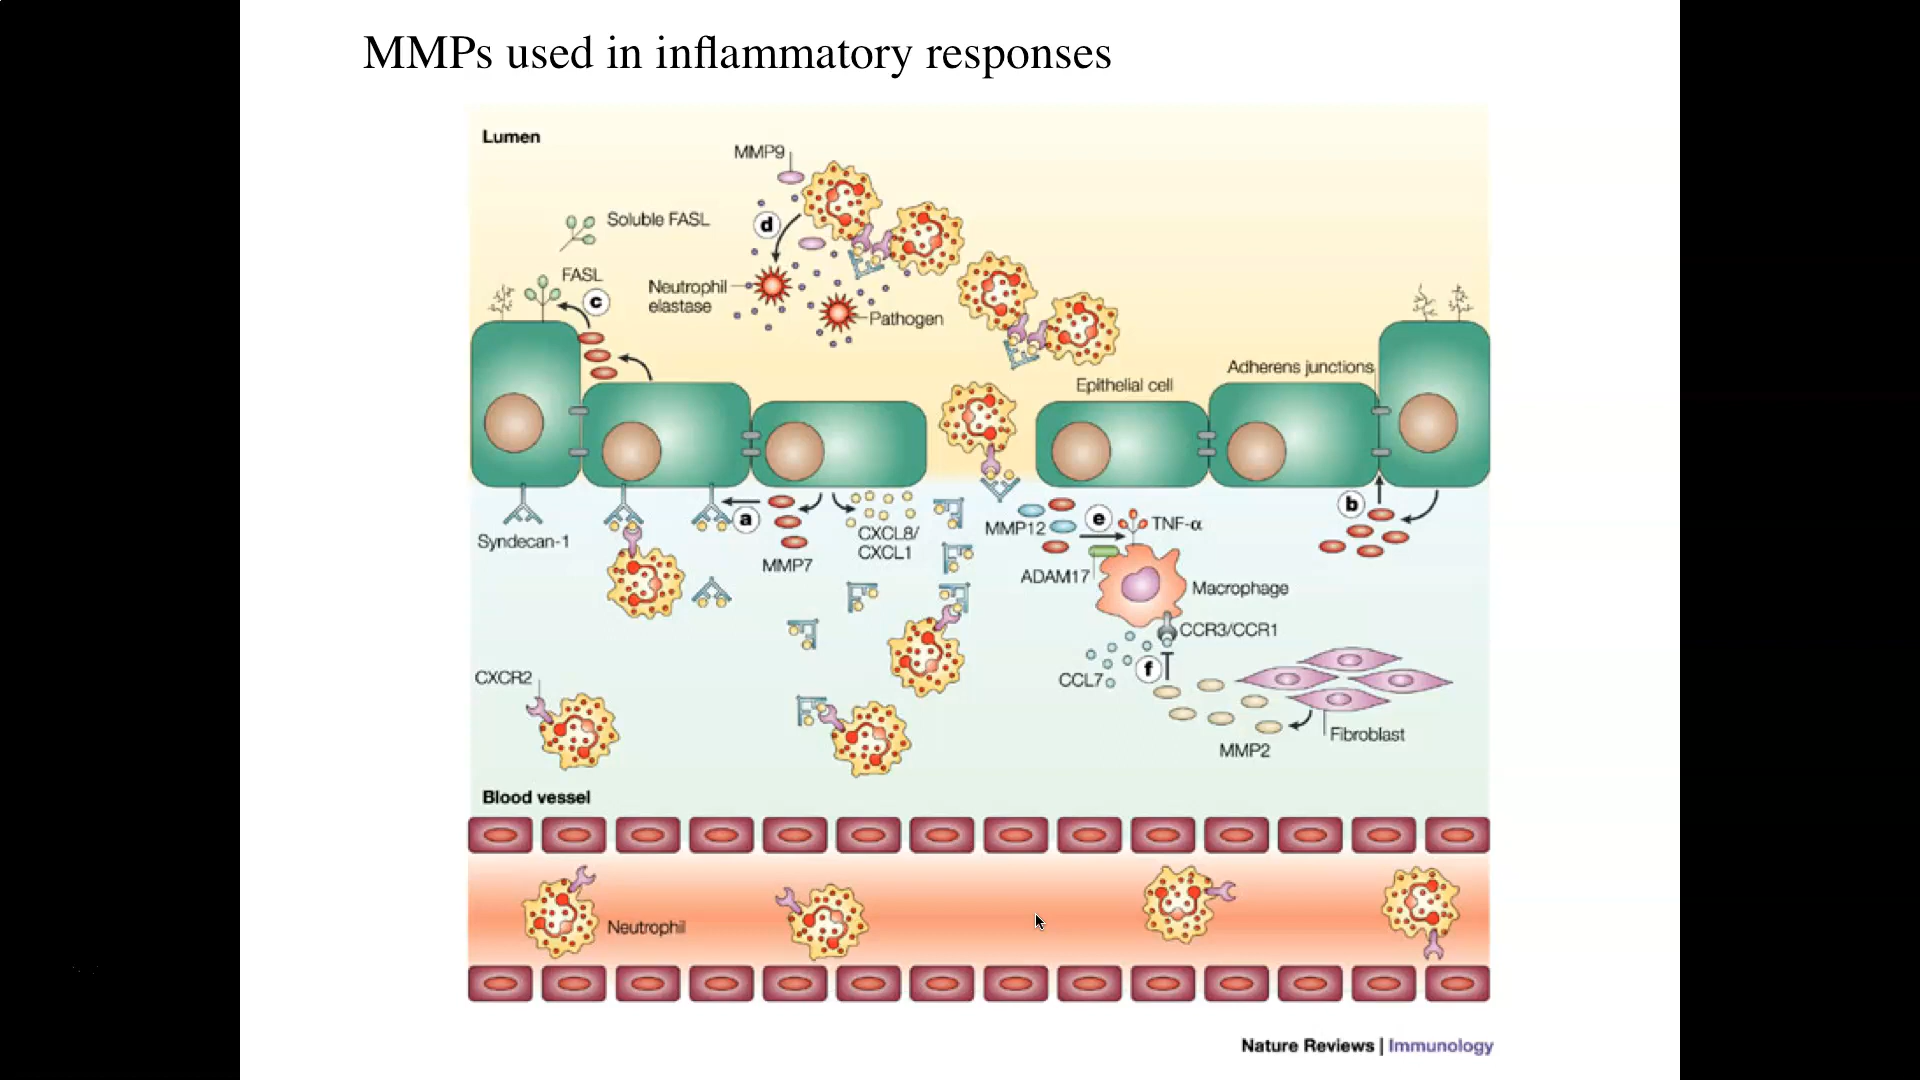 MMPs used in inflammatory responses
Lumen
MMP9
Soluble FASL
d
FASL
c
Neutrophil
elastase
Pathogen
Adherens junctions
Epithelial cell
Syndecan-1
a
MMP7
CXCL8/
CXCL1
MMP12
e
TNF-α
b
ADAM17
Macrophage
CCR3/CCR1
CXCR2
CCL7
f
Fibroblast
MMP2
Blood vessel
Neutrophil
Nature Reviews | Immunology